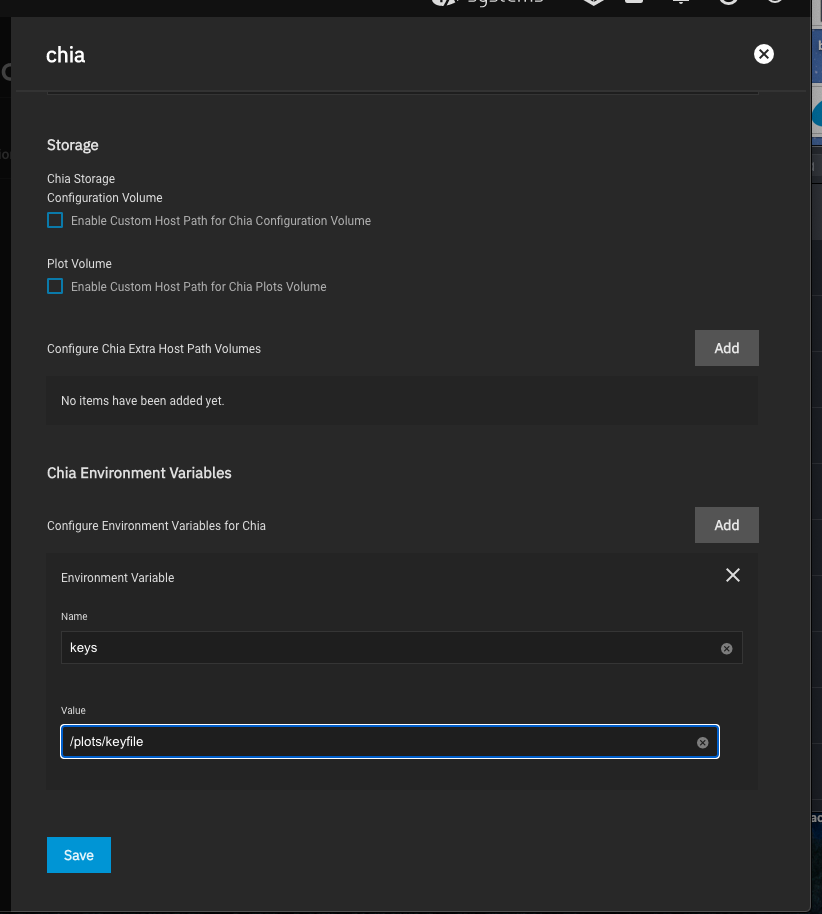 systems
chia
Storage
Chia Storage
Configuration Volume
Enable Custom Host Path for Chia Configuration Volume
Plot Volume
Enable Custom Host Path for Chia Plots Volume
Configure Chia Extra Host Path Volumes
Add
No items have been added yet.
Chia Environment Variables
Configure Environment Variables for Chia
Add
Environment Variable
Name
keys
Value
/plots/keyfile
Save